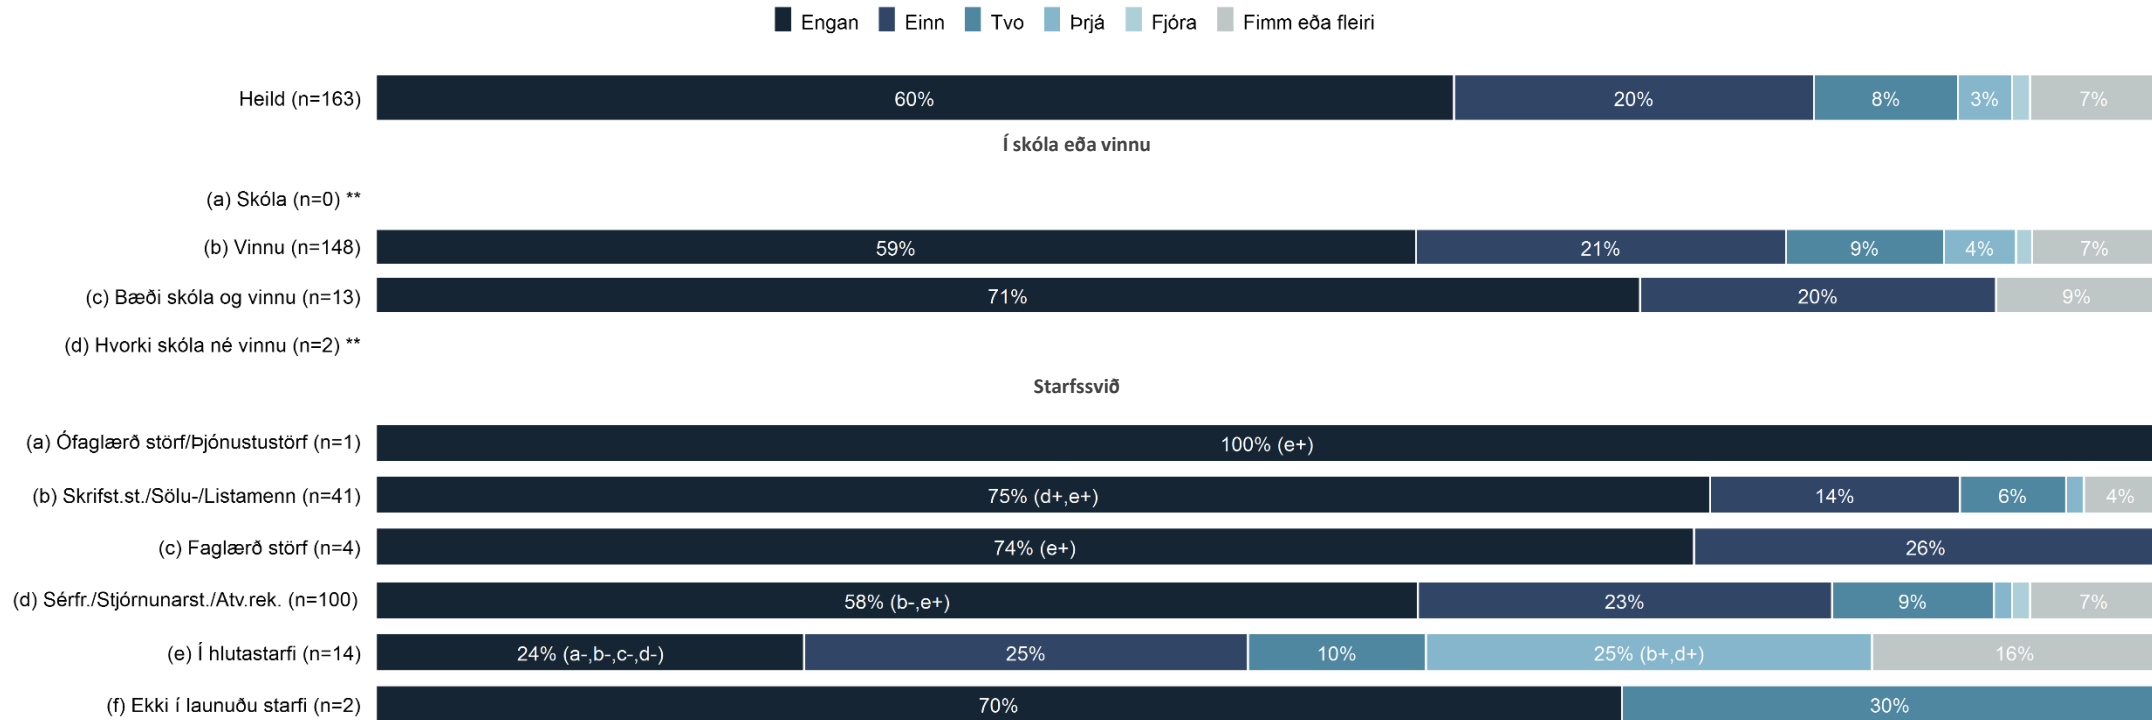 Engan Einn Tvo Þrjá Fjóra Fimm eða fleiri
Heild (n=163) 60% 20% 8% 3% 7%
Í skóla eða vinnu
(a) Skóla (n=0) **
(b) Vinnu (n=148) 59% 21% 9% 4% 7%
(c) Bæði skóla og vinnu (n=13) 71% 20% 9%
(d) Hvorki skóla né vinnu (n=2) **
Starfssvið
(a) Ófaglærð störf/Þjónustustörf (n=1) 100% (e+)
(b) Skrifst.st./Sölu-/Listamenn (n=41) 75% (d+,e+) 14% 6% 4%
(c) Faglærð störf (n=4) 74% (e+) 26%
(d) Sérfr./Stjórnunarst./Atv.rek. (n=100) 58% (b-,e+) 23% 9% 7%
(e) Í hlutastarfi (n=14) 24% (a-,b-,c-,d-) 25% 10% 25% (b+,d+) 16%
(f) Ekki í launuðu starfi (n=2) 70% 30%